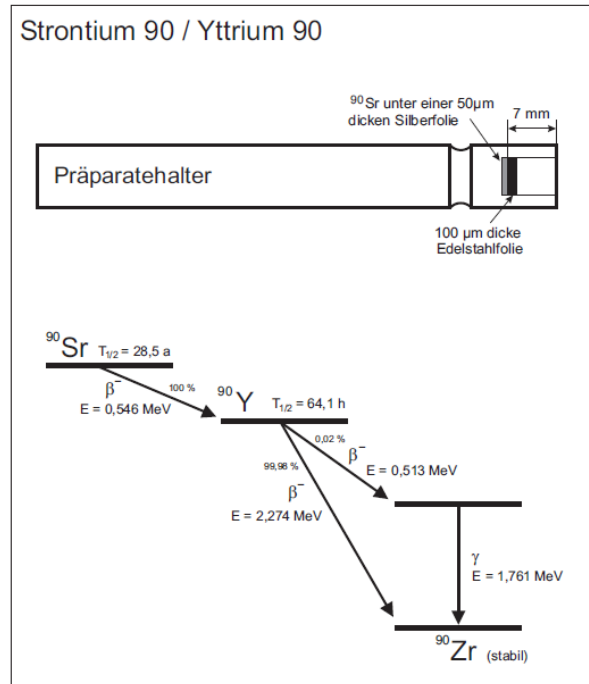 Strontium 90 / Yttrium 90
⁹⁰Sr unter einer 50µm
dicken Silberfolie
7 mm
Präparatehalter
100 µm dicke
Edelstahlfolie
⁹⁰Sr T1/2 = 28,5 a
β⁻ 100 %
E = 0,546 MeV
⁹⁰Y T1/2 = 64,1 h
0,02 % β⁻
E = 0,513 MeV
99,98 %
β⁻
E = 2,274 MeV
γ
E = 1,761 MeV
⁹⁰Zr (stabil)